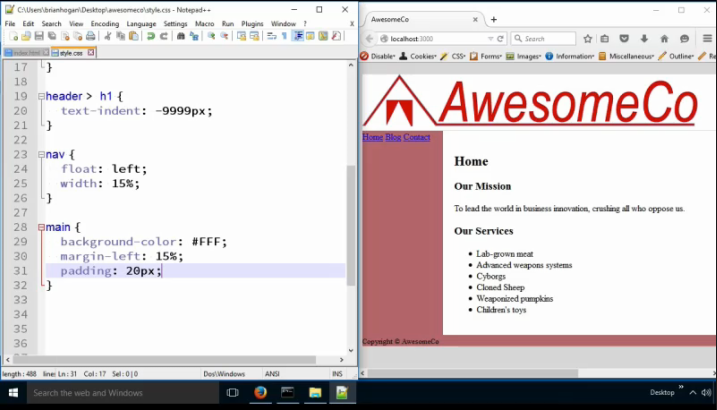 C:\Users\brianhogan\Desktop\awesomeco\style.css - Notepad++
File Edit Search View Encoding Language Settings Macro Run Plugins Window ? X
index.html style.css
17 }
18
19 header > h1 {
20 text-indent: -9999px;
21 }
22
23 nav {
24 float: left;
25 width: 15%;
26 }
27
28 main {
29 background-color: #FFF;
30 margin-left: 15%;
31 padding: 20px;
32 }
33
34
35
36
length : 488 line Ln : 31 Col : 17 Sel : 0 | 0 Dos\Windows ANSI INS
AwesomeCo
localhost:3000 Search
Disable Cookies CSS Forms Images Information Miscellaneous Outline
AwesomeCo
Home Blog Contact
Home
Our Mission
To lead the world in business innovation, crushing all who oppose us.
Our Services
Lab-grown meat
Advanced weapons systems
Cyborgs
Cloned Sheep
Weaponized pumpkins
Children's toys
Copyright © AwesomeCo
Search the web and Windows
Desktop